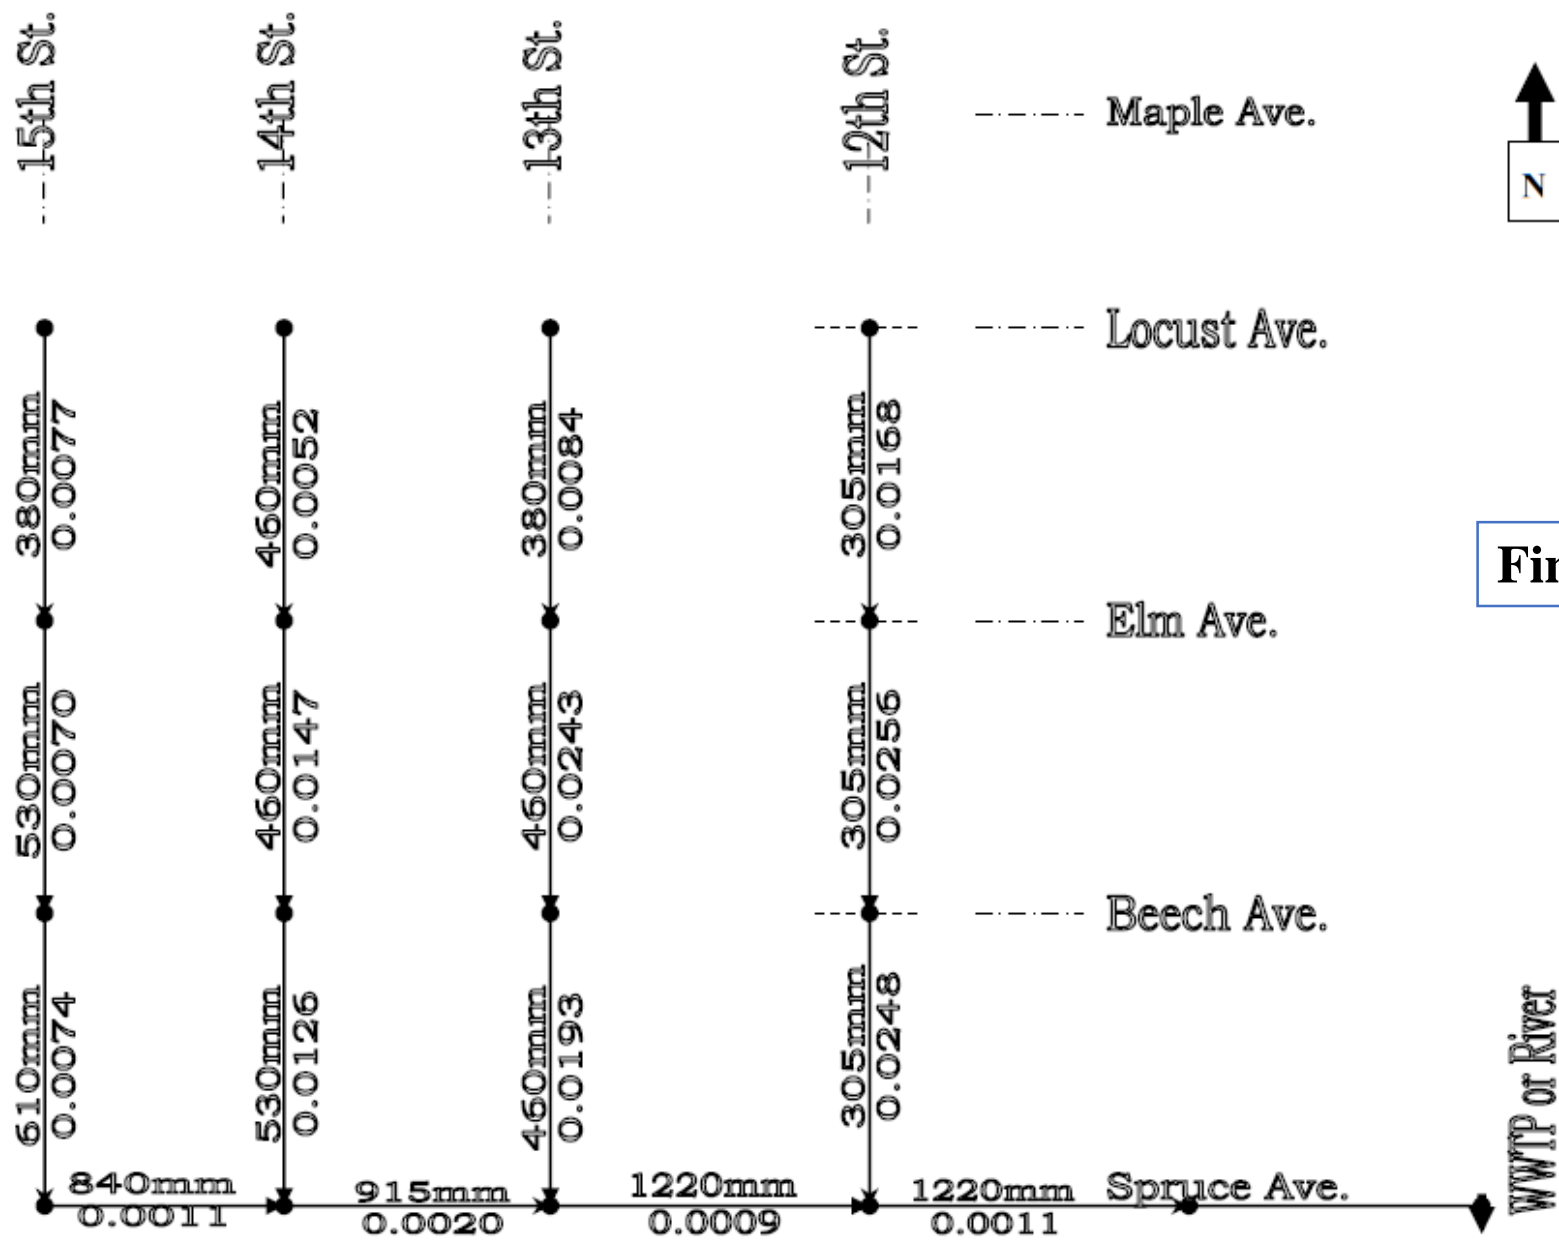 15th St.
14th St.
13th St.
12th St.
Maple Ave.
N
Locust Ave.
380mm
0.0077
460mm
0.0052
380mm
0.0084
305mm
0.0168
Fin
Elm Ave.
530mm
0.0070
460mm
0.0147
460mm
0.0243
305mm
0.0256
Beech Ave.
610mm
0.0074
530mm
0.0126
460mm
0.0193
305mm
0.0248
WWTP or River
840mm
0.0011
915mm
0.0020
1220mm
0.0009
1220mm
0.0011
Spruce Ave.